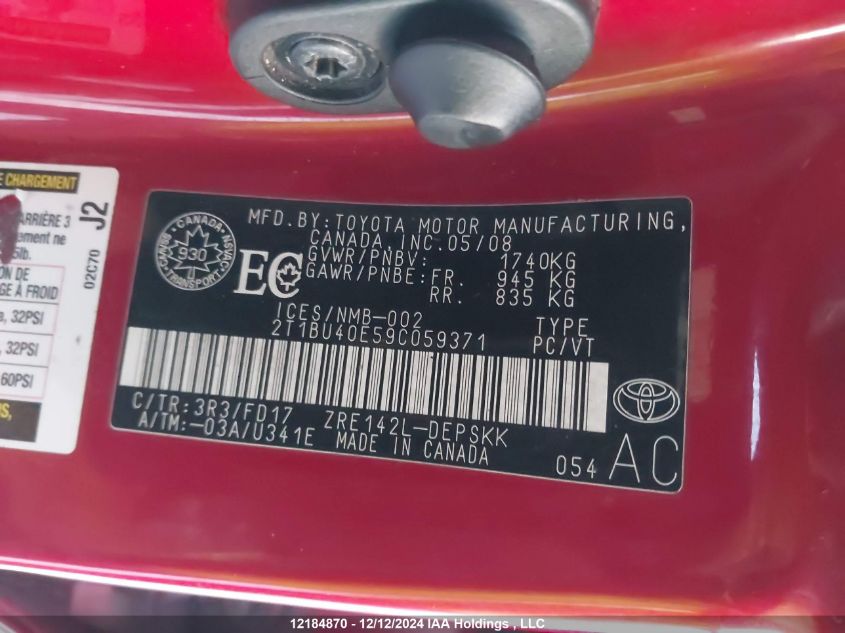 E CHARGEMENT
ARRIÈRE 3
ement ne
5lb.
ION DE
GE À FROID
, 32PSI
, 32PSI
60PSI
02C70 J2
CANADA
930
TRANSPORT
NSVAC
EC
MFD.BY:TOYOTA MOTOR MANUFACTURING,
CANADA,INC.05/08
GVWR/PNBV: 1740KG
GAWR/PNBE: FR. 945 KG
RR. 835 KG
ICES/NMB-002 TYPE
2T1BU40E59C059371 PC/VT
C/TR:3R3/FD17 ZRE142L-DEPSKK
A/TM:-03A/U341E MADE IN CANADA
054 AC
12184870 - 12/12/2024 IAA Holdings , LLC